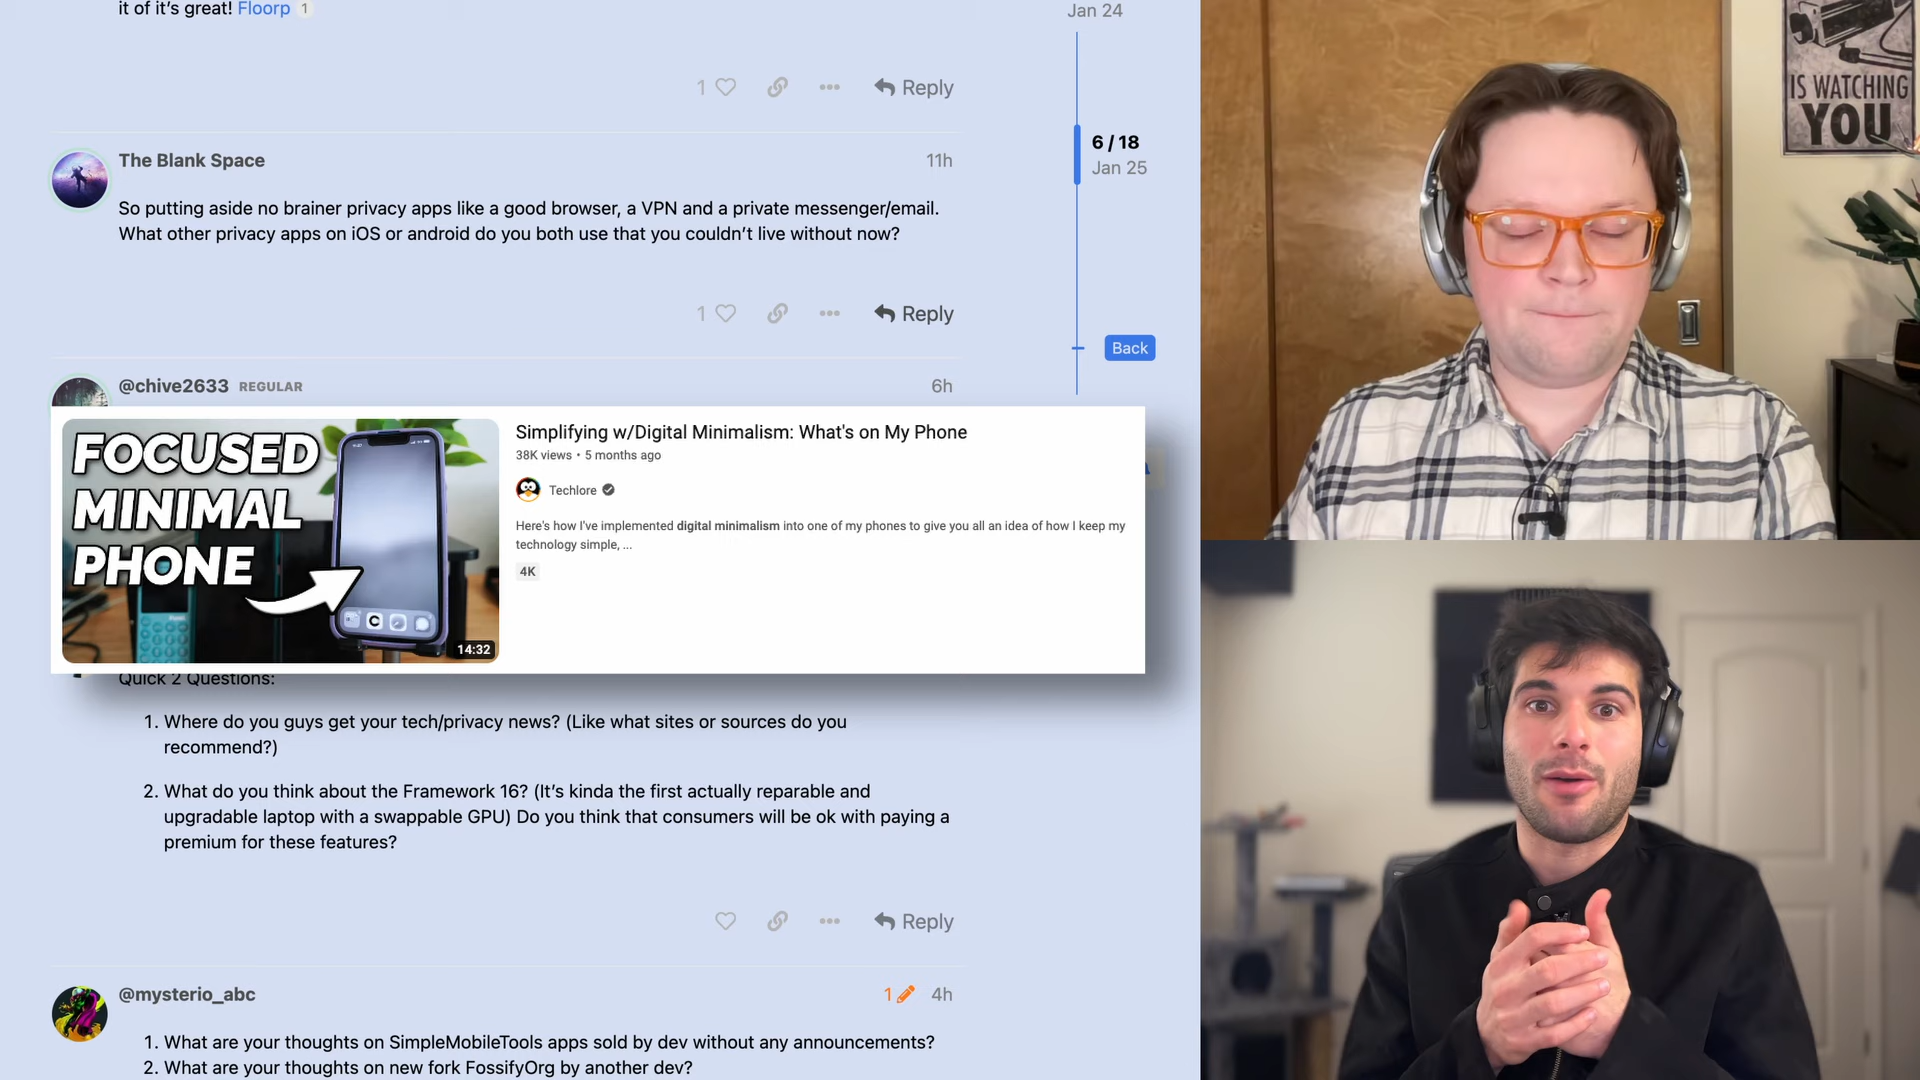 it of it's great! Floorp 1
Jan 24
1 Reply
The Blank Space 11h
So putting aside no brainer privacy apps like a good browser, a VPN and a private messenger/email.
What other privacy apps on iOS or android do you both use that you couldn't live without now?
6 / 18
Jan 25
1 Reply
Back
@chive2633 REGULAR 6h
FOCUSED
MINIMAL
PHONE
14:32
Simplifying w/Digital Minimalism: What's on My Phone
38K views • 5 months ago
Techlore
Here's how I've implemented digital minimalism into one of my phones to give you all an idea of how I keep my
technology simple, ...
4K
Quick 2 Questions:
1. Where do you guys get your tech/privacy news? (Like what sites or sources do you
recommend?)
2. What do you think about the Framework 16? (It's kinda the first actually reparable and
upgradable laptop with a swappable GPU) Do you think that consumers will be ok with paying a
premium for these features?
Reply
@mysterio_abc 1 4h
1. What are your thoughts on SimpleMobileTools apps sold by dev without any announcements?
2. What are your thoughts on new fork FossifyOrg by another dev?
IS WATCHING
YOU